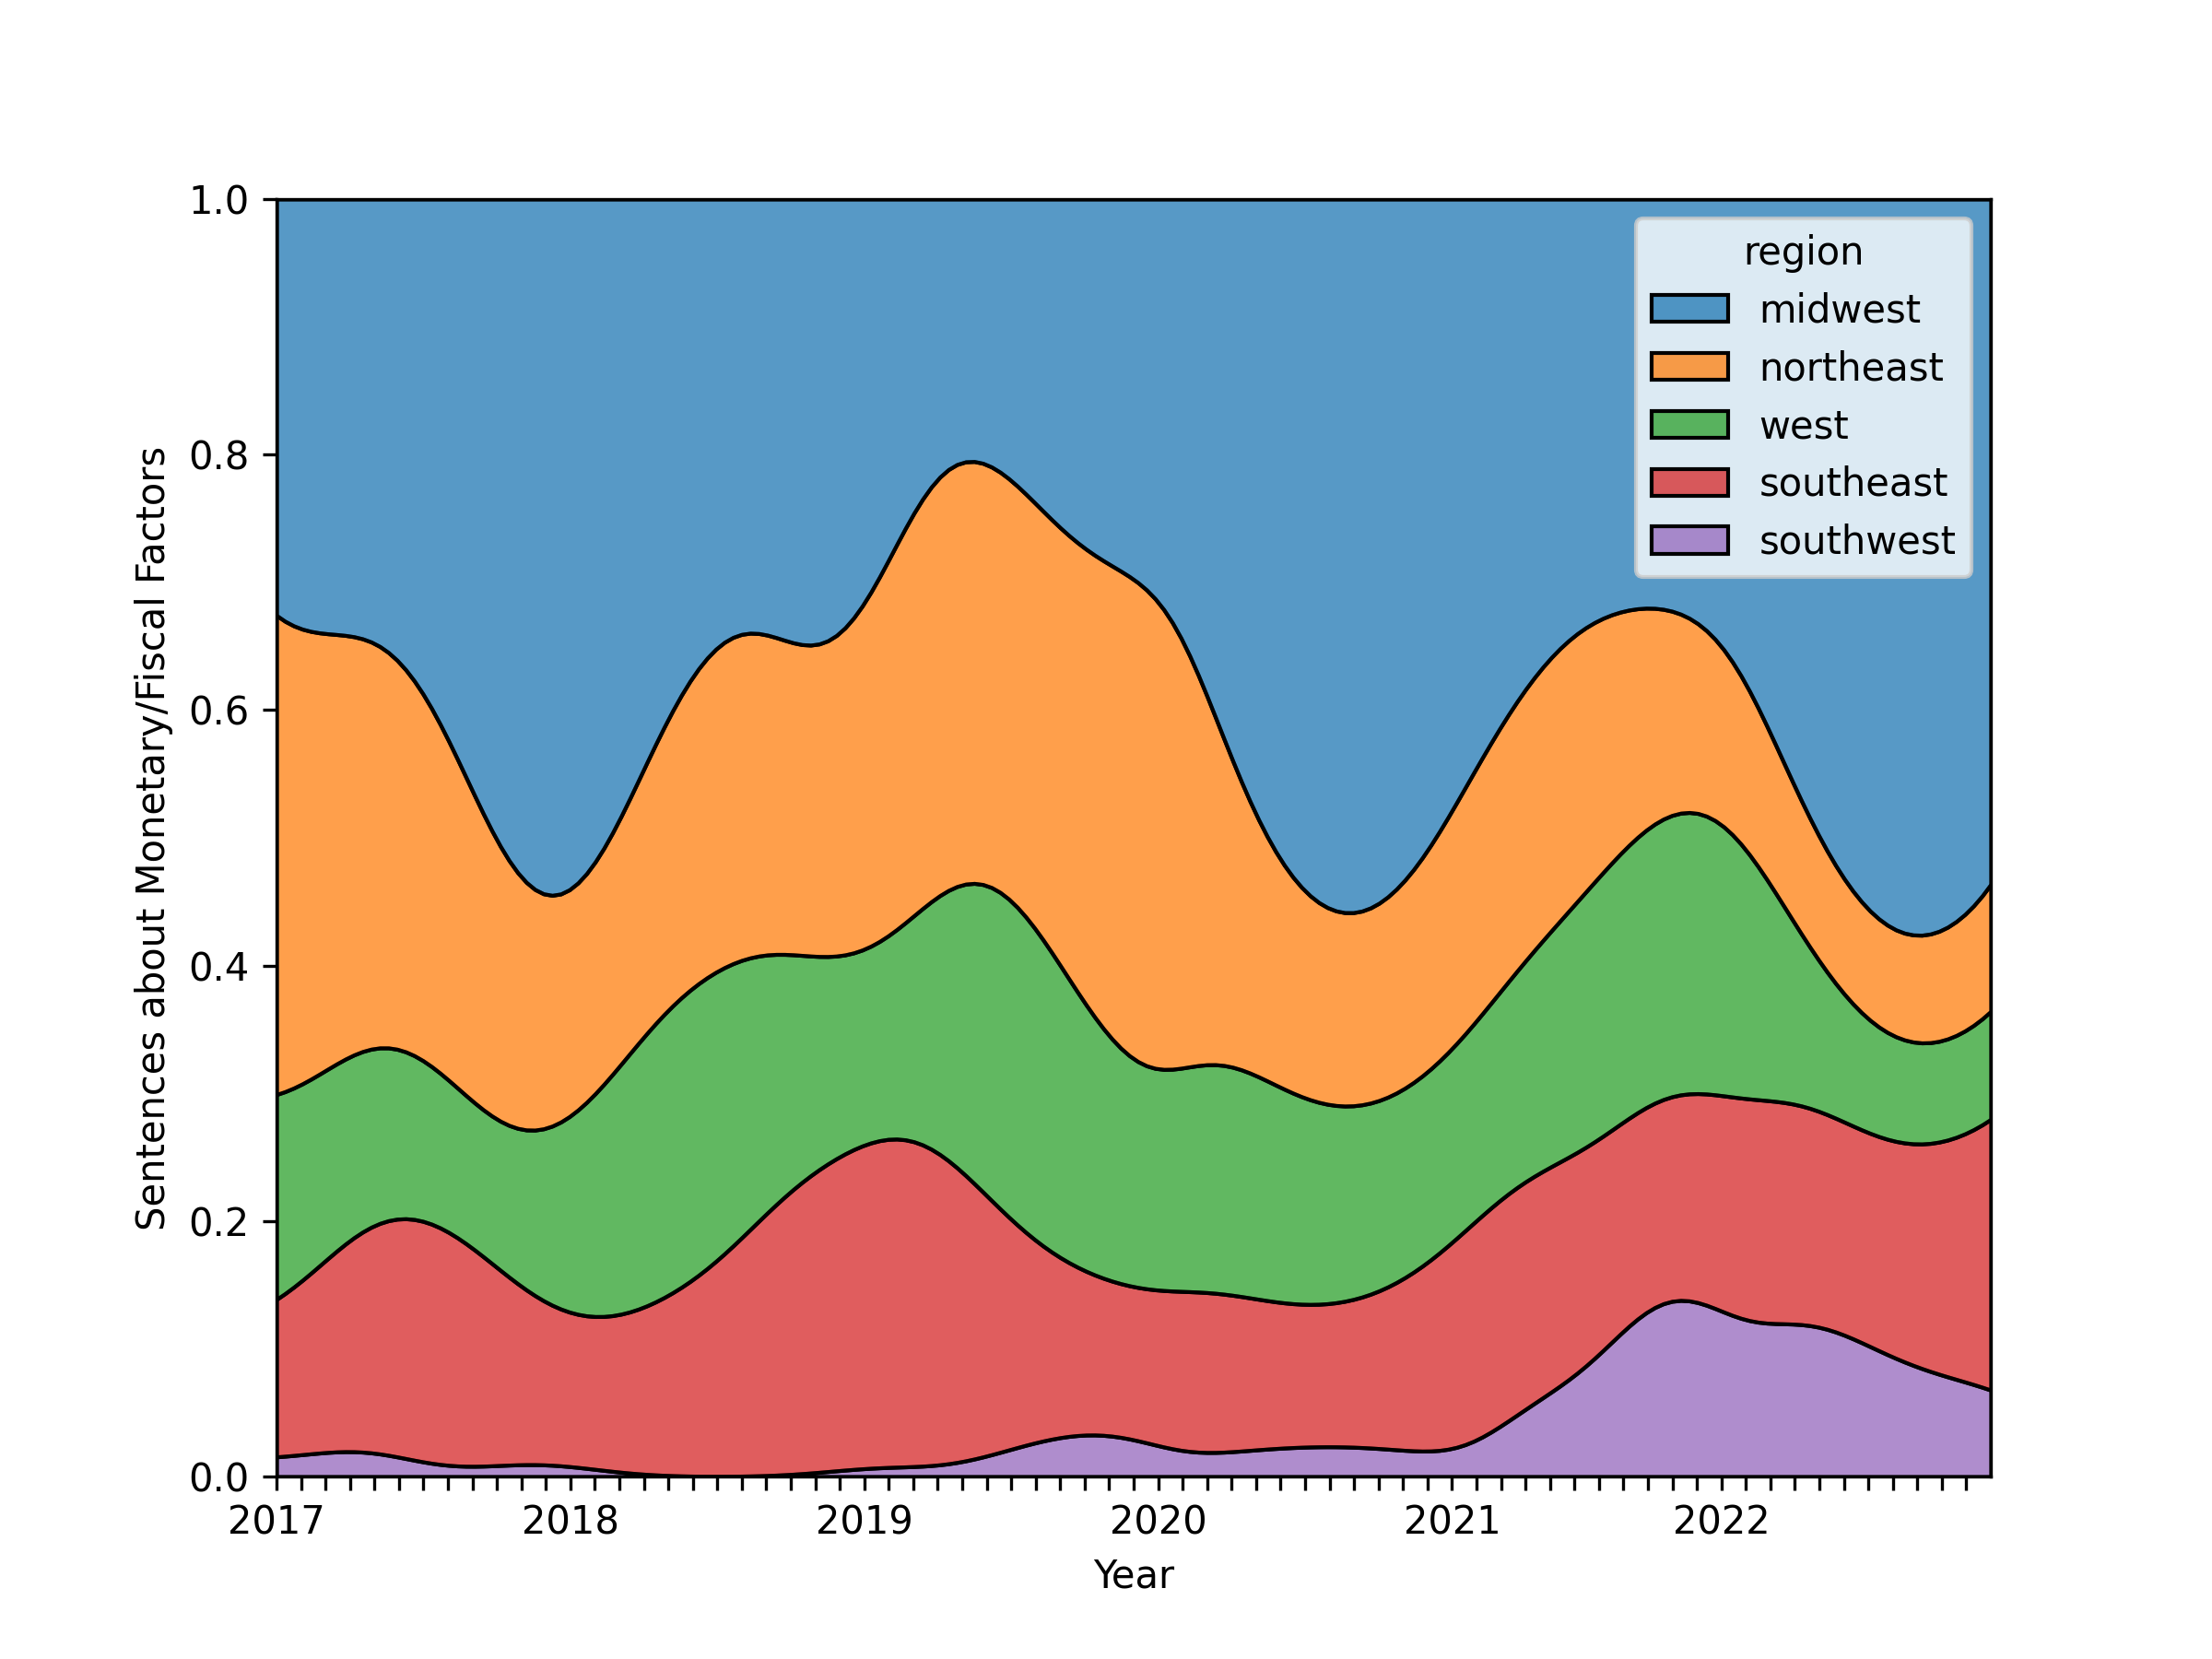 Sentences about Monetary/Fiscal Factors
1.0
0.8
0.6
0.4
0.2
0.0
region
midwest
northeast
west
southeast
southwest
2017 2018 2019 2020 2021 2022
Year